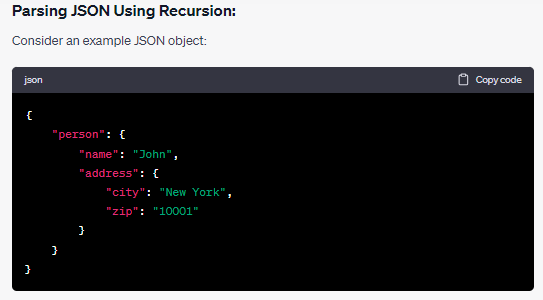 Parsing JSON Using Recursion:
Consider an example JSON object:
json
Copy code
{
    "person": {
        "name": "John",
        "address": {
            "city": "New York",
            "zip": "10001"
        }
    }
}